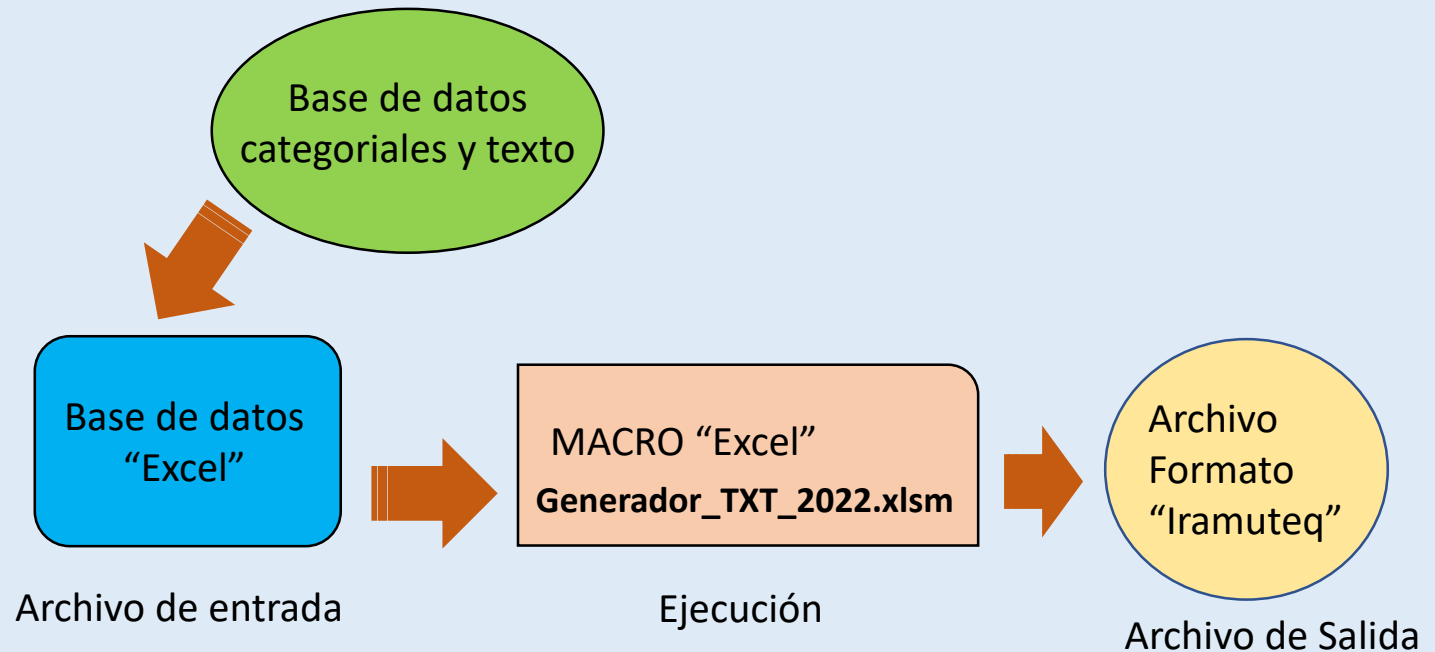 Base de datos
categoriales y texto
Base de datos
“Excel”
Archivo de entrada
MACRO “Excel”
Generador_TXT_2022.xlsm
Ejecución
Archivo
Formato
“Iramuteq”
Archivo de Salida